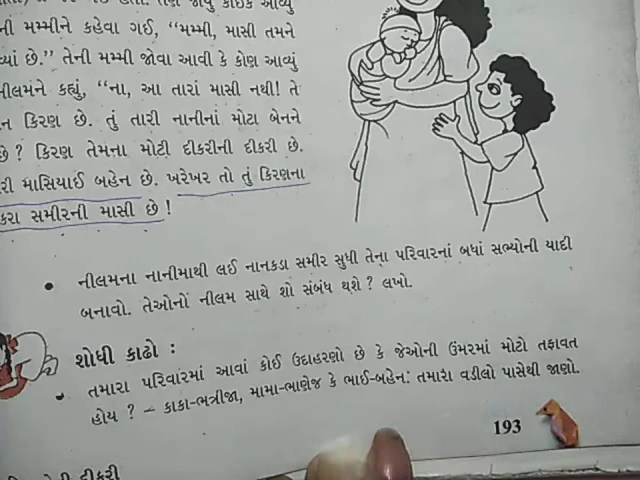 ની મમ્મીને કહેવા ગઈ, “મમ્મી, માસી તમને
છે.” તેની મમ્મી જોવા આવી કે કોણ આવ્યું
નીલમને કહ્યું, “ના, આ તારાં માસી નથી! તે
ન કિરણ છે. તું તારી નાનીનાં મોટા બેનને
છે ? કિરણ તેમના મોટી દીકરીની દીકરી છે.
રી માસિયાઈ બહેન છે. ખરેખર તો તું કિરણના
કરા સમીરની માસી છે !
• નીલમના નાનીમાથી લઈ નાનકડા સમીર સુધી તેના પરિવારનાં બધાં સભ્યોની યાદી
બનાવો. તેઓનો નીલમ સાથે શો સંબંધ થશે ? લખો.
શોધી કાઢો :
• તમારા પરિવારમાં આવાં કોઈ ઉદાહરણો છે કે જેઓની ઉંમરમાં મોટો તફાવત
હોય ? – કાકા-ભત્રીજા, મામા-ભાણેજ કે ભાઈ-બહેન. તમારા વડીલો પાસેથી જાણો.
193
દીકરી